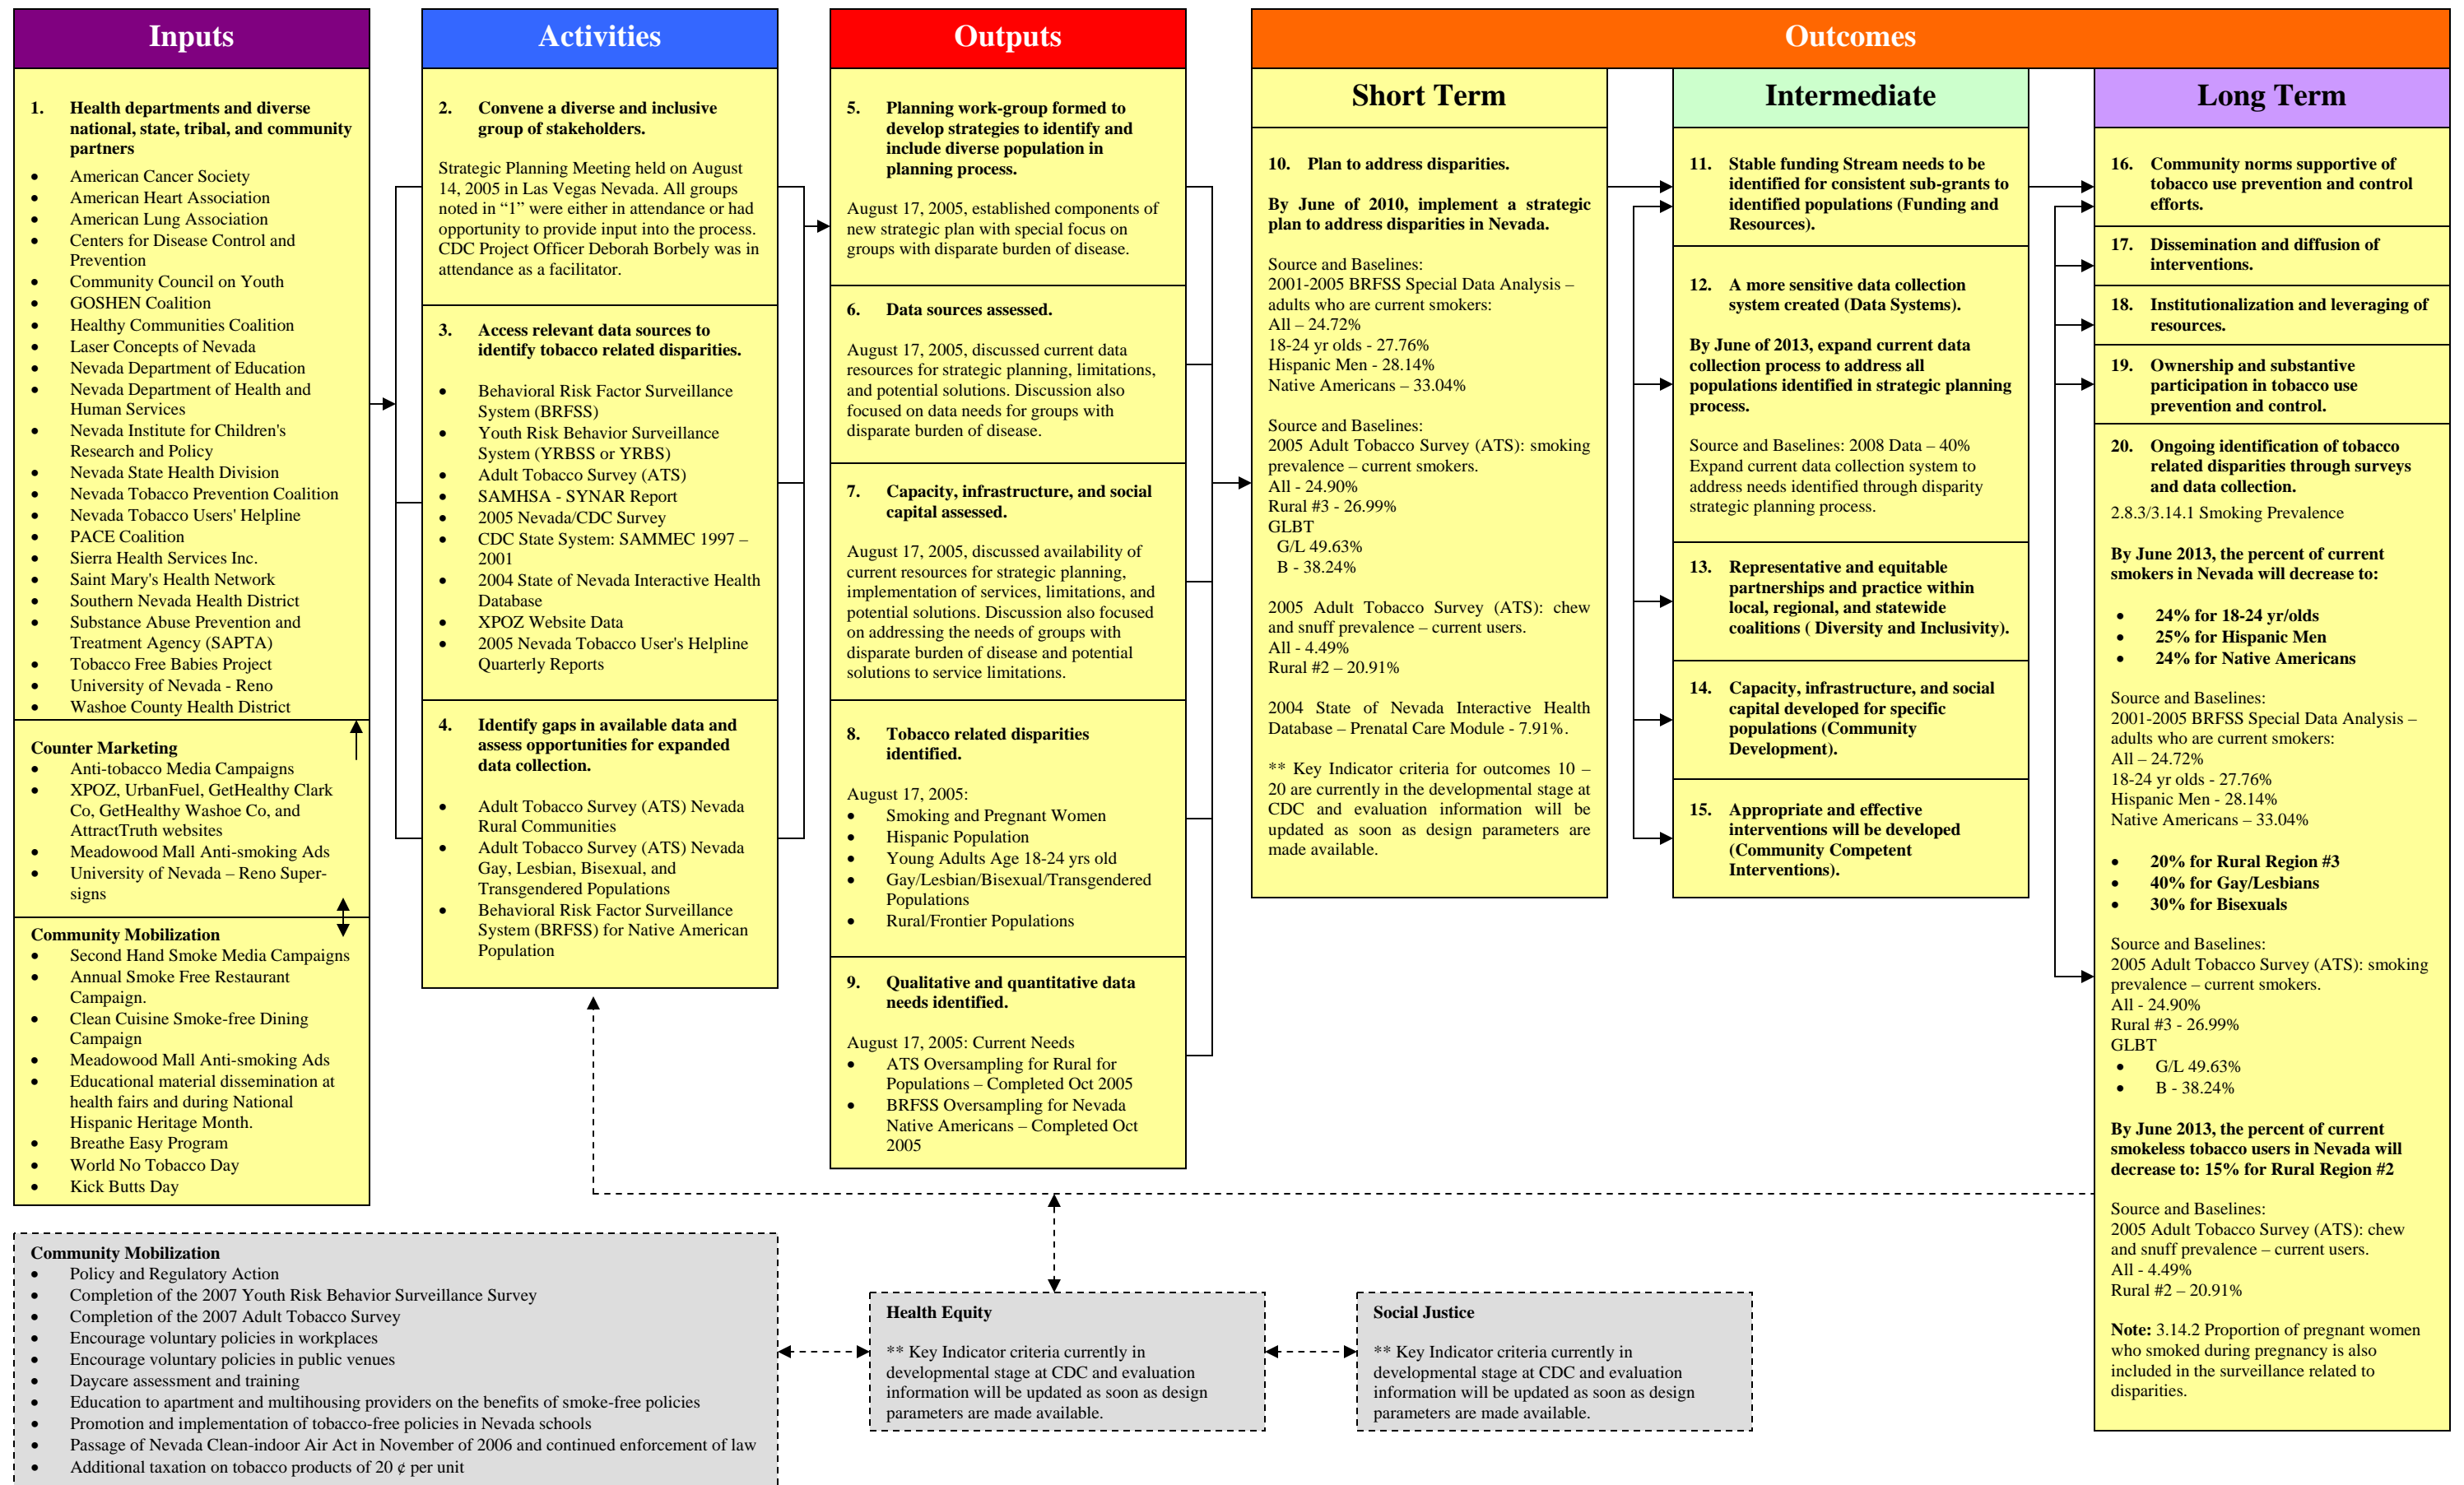 Inputs
1. Health departments and diverse
national, state, tribal, and community
partners
• American Cancer Society
• American Heart Association
• American Lung Association
• Centers for Disease Control and
Prevention
• Community Council on Youth
• GOSHEN Coalition
• Healthy Communities Coalition
• Laser Concepts of Nevada
• Nevada Department of Education
• Nevada Department of Health and
Human Services
• Nevada Institute for Children's
Research and Policy
• Nevada State Health Division
• Nevada Tobacco Prevention Coalition
• Nevada Tobacco Users' Helpline
• PACE Coalition
• Sierra Health Services Inc.
• Saint Mary's Health Network
• Southern Nevada Health District
• Substance Abuse Prevention and
Treatment Agency (SAPTA)
• Tobacco Free Babies Project
• University of Nevada - Reno
• Washoe County Health District
Counter Marketing
• Anti-tobacco Media Campaigns
• XPOZ, UrbanFuel, GetHealthy Clark
Co, GetHealthy Washoe Co, and
AttractTruth websites
• Meadowood Mall Anti-smoking Ads
• University of Nevada – Reno Super-
signs
Community Mobilization
• Second Hand Smoke Media Campaigns
• Annual Smoke Free Restaurant
Campaign.
• Clean Cuisine Smoke-free Dining
Campaign
• Meadowood Mall Anti-smoking Ads
• Educational material dissemination at
health fairs and during National
Hispanic Heritage Month.
• Breathe Easy Program
• World No Tobacco Day
• Kick Butts Day
Activities
2. Convene a diverse and inclusive
group of stakeholders.
Strategic Planning Meeting held on August
14, 2005 in Las Vegas Nevada. All groups
noted in “1” were either in attendance or had
opportunity to provide input into the process.
CDC Project Officer Deborah Borbely was in
attendance as a facilitator.
3. Access relevant data sources to
identify tobacco related disparities.
• Behavioral Risk Factor Surveillance
System (BRFSS)
• Youth Risk Behavior Surveillance
System (YRBSS or YRBS)
• Adult Tobacco Survey (ATS)
• SAMHSA - SYNAR Report
• 2005 Nevada/CDC Survey
• CDC State System: SAMMEC 1997 –
2001
• 2004 State of Nevada Interactive Health
Database
• XPOZ Website Data
• 2005 Nevada Tobacco User's Helpline
Quarterly Reports
4. Identify gaps in available data and
assess opportunities for expanded
data collection.
• Adult Tobacco Survey (ATS) Nevada
Rural Communities
• Adult Tobacco Survey (ATS) Nevada
Gay, Lesbian, Bisexual, and
Transgendered Populations
• Behavioral Risk Factor Surveillance
System (BRFSS) for Native American
Population
Outputs
5. Planning work-group formed to
develop strategies to identify and
include diverse population in
planning process.
August 17, 2005, established components of
new strategic plan with special focus on
groups with disparate burden of disease.
6. Data sources assessed.
August 17, 2005, discussed current data
resources for strategic planning, limitations,
and potential solutions. Discussion also
focused on data needs for groups with
disparate burden of disease.
7. Capacity, infrastructure, and social
capital assessed.
August 17, 2005, discussed availability of
current resources for strategic planning,
implementation of services, limitations, and
potential solutions. Discussion also focused
on addressing the needs of groups with
disparate burden of disease and potential
solutions to service limitations.
8. Tobacco related disparities
identified.
August 17, 2005:
• Smoking and Pregnant Women
• Hispanic Population
• Young Adults Age 18-24 yrs old
• Gay/Lesbian/Bisexual/Transgendered
Populations
• Rural/Frontier Populations
9. Qualitative and quantitative data
needs identified.
August 17, 2005: Current Needs
• ATS Oversampling for Rural for
Populations – Completed Oct 2005
• BRFSS Oversampling for Nevada
Native Americans – Completed Oct
2005
Outcomes
Short Term
10. Plan to address disparities.
By June of 2010, implement a strategic
plan to address disparities in Nevada.
Source and Baselines:
2001-2005 BRFSS Special Data Analysis –
adults who are current smokers:
All – 24.72%
18-24 yr olds - 27.76%
Hispanic Men - 28.14%
Native Americans – 33.04%
Source and Baselines:
2005 Adult Tobacco Survey (ATS): smoking
prevalence – current smokers.
All - 24.90%
Rural #3 - 26.99%
GLBT
G/L 49.63%
B - 38.24%
2005 Adult Tobacco Survey (ATS): chew
and snuff prevalence – current users.
All - 4.49%
Rural #2 – 20.91%
2004 State of Nevada Interactive Health
Database – Prenatal Care Module - 7.91%.
** Key Indicator criteria for outcomes 10 –
20 are currently in the developmental stage at
CDC and evaluation information will be
updated as soon as design parameters are
made available.
Intermediate
11. Stable funding Stream needs to be
identified for consistent sub-grants to
identified populations (Funding and
Resources).
12. A more sensitive data collection
system created (Data Systems).
By June of 2013, expand current data
collection process to address all
populations identified in strategic planning
process.
Source and Baselines: 2008 Data – 40%
Expand current data collection system to
address needs identified through disparity
strategic planning process.
13. Representative and equitable
partnerships and practice within
local, regional, and statewide
coalitions ( Diversity and Inclusivity).
14. Capacity, infrastructure, and social
capital developed for specific
populations (Community
Development).
15. Appropriate and effective
interventions will be developed
(Community Competent
Interventions).
Long Term
16. Community norms supportive of
tobacco use prevention and control
efforts.
17. Dissemination and diffusion of
interventions.
18. Institutionalization and leveraging of
resources.
19. Ownership and substantive
participation in tobacco use
prevention and control.
20. Ongoing identification of tobacco
related disparities through surveys
and data collection.
2.8.3/3.14.1 Smoking Prevalence
By June 2013, the percent of current
smokers in Nevada will decrease to:
• 24% for 18-24 yr/olds
• 25% for Hispanic Men
• 24% for Native Americans
Source and Baselines:
2001-2005 BRFSS Special Data Analysis –
adults who are current smokers:
All – 24.72%
18-24 yr olds - 27.76%
Hispanic Men - 28.14%
Native Americans – 33.04%
• 20% for Rural Region #3
• 40% for Gay/Lesbians
• 30% for Bisexuals
Source and Baselines:
2005 Adult Tobacco Survey (ATS): smoking
prevalence – current smokers.
All - 24.90%
Rural #3 - 26.99%
GLBT
• G/L 49.63%
• B - 38.24%
By June 2013, the percent of current
smokeless tobacco users in Nevada will
decrease to: 15% for Rural Region #2
Source and Baselines:
2005 Adult Tobacco Survey (ATS): chew
and snuff prevalence – current users.
All - 4.49%
Rural #2 – 20.91%
Note: 3.14.2 Proportion of pregnant women
who smoked during pregnancy is also
included in the surveillance related to
disparities.
Community Mobilization
• Policy and Regulatory Action
• Completion of the 2007 Youth Risk Behavior Surveillance Survey
• Completion of the 2007 Adult Tobacco Survey
• Encourage voluntary policies in workplaces
• Encourage voluntary policies in public venues
• Daycare assessment and training
• Education to apartment and multihousing providers on the benefits of smoke-free policies
• Promotion and implementation of tobacco-free policies in Nevada schools
• Passage of Nevada Clean-indoor Air Act in November of 2006 and continued enforcement of law
• Additional taxation on tobacco products of 20 ¢ per unit
Health Equity
** Key Indicator criteria currently in
developmental stage at CDC and evaluation
information will be updated as soon as design
parameters are made available.
Social Justice
** Key Indicator criteria currently in
developmental stage at CDC and evaluation
information will be updated as soon as design
parameters are made available.